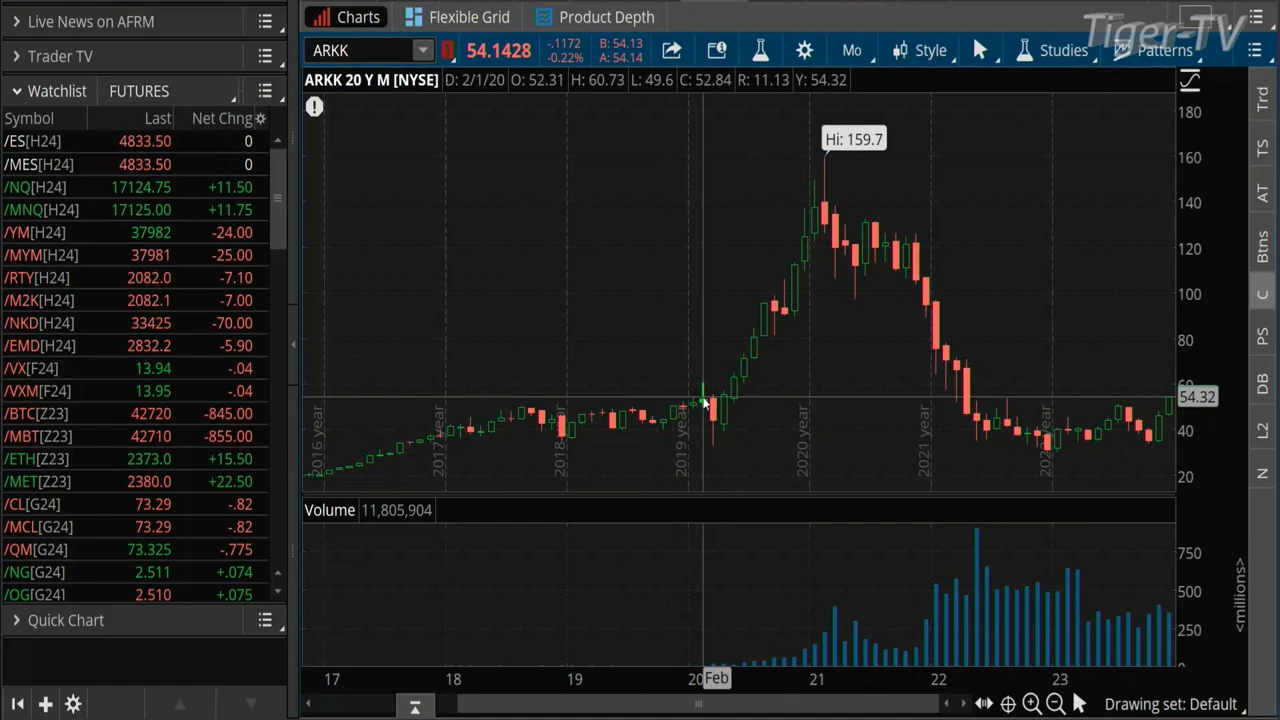 Live News on AFRM
Charts
Flexible Grid
Product Depth
Tiger-TV
Trader TV
ARKK
54.1428
-.1172
-0.22%
B: 54.13
A: 54.14
Mo
Style
Studies
Patterns
Watchlist
FUTURES
ARKK 20 Y M [NYSE]
D: 2/1/20
O: 52.31
H: 60.73
L: 49.6
C: 52.84
R: 11.13
Y: 54.32
Symbol Last Net Chng
/ES[H24] 4833.50 0
/MES[H24] 4833.50 0
/NQ[H24] 17124.75 +11.50
/MNQ[H24] 17125.00 +11.75
/YM[H24] 37982 -24.00
/MYM[H24] 37981 -25.00
/RTY[H24] 2082.0 -7.10
/M2K[H24] 2082.1 -7.00
/NKD[H24] 33425 -70.00
/EMD[H24] 2832.2 -5.90
/VX[F24] 13.94 -.04
/VXM[F24] 13.95 -.04
/BTC[Z23] 42720 -845.00
/MBT[Z23] 42710 -855.00
/ETH[Z23] 2373.0 +15.50
/MET[Z23] 2380.0 +22.50
/CL[G24] 73.29 -.82
/MCL[G24] 73.29 -.82
/QM[G24] 73.325 -.775
/NG[G24] 2.511 +.074
/OG[G24] 2.510 +.075
Quick Chart
Hi: 159.7
180
160
140
120
100
80
60
54.32
40
20
2016 year
2017 year
2018 year
2019 year
2020 year
2021 year
Volume 11,805,904
750
500
250
0
<millions>
17 18 19 20 Feb 21 22 23
Drawing set: Default
Trd
TS
AT
Btns
C
PS
DB
L2
N